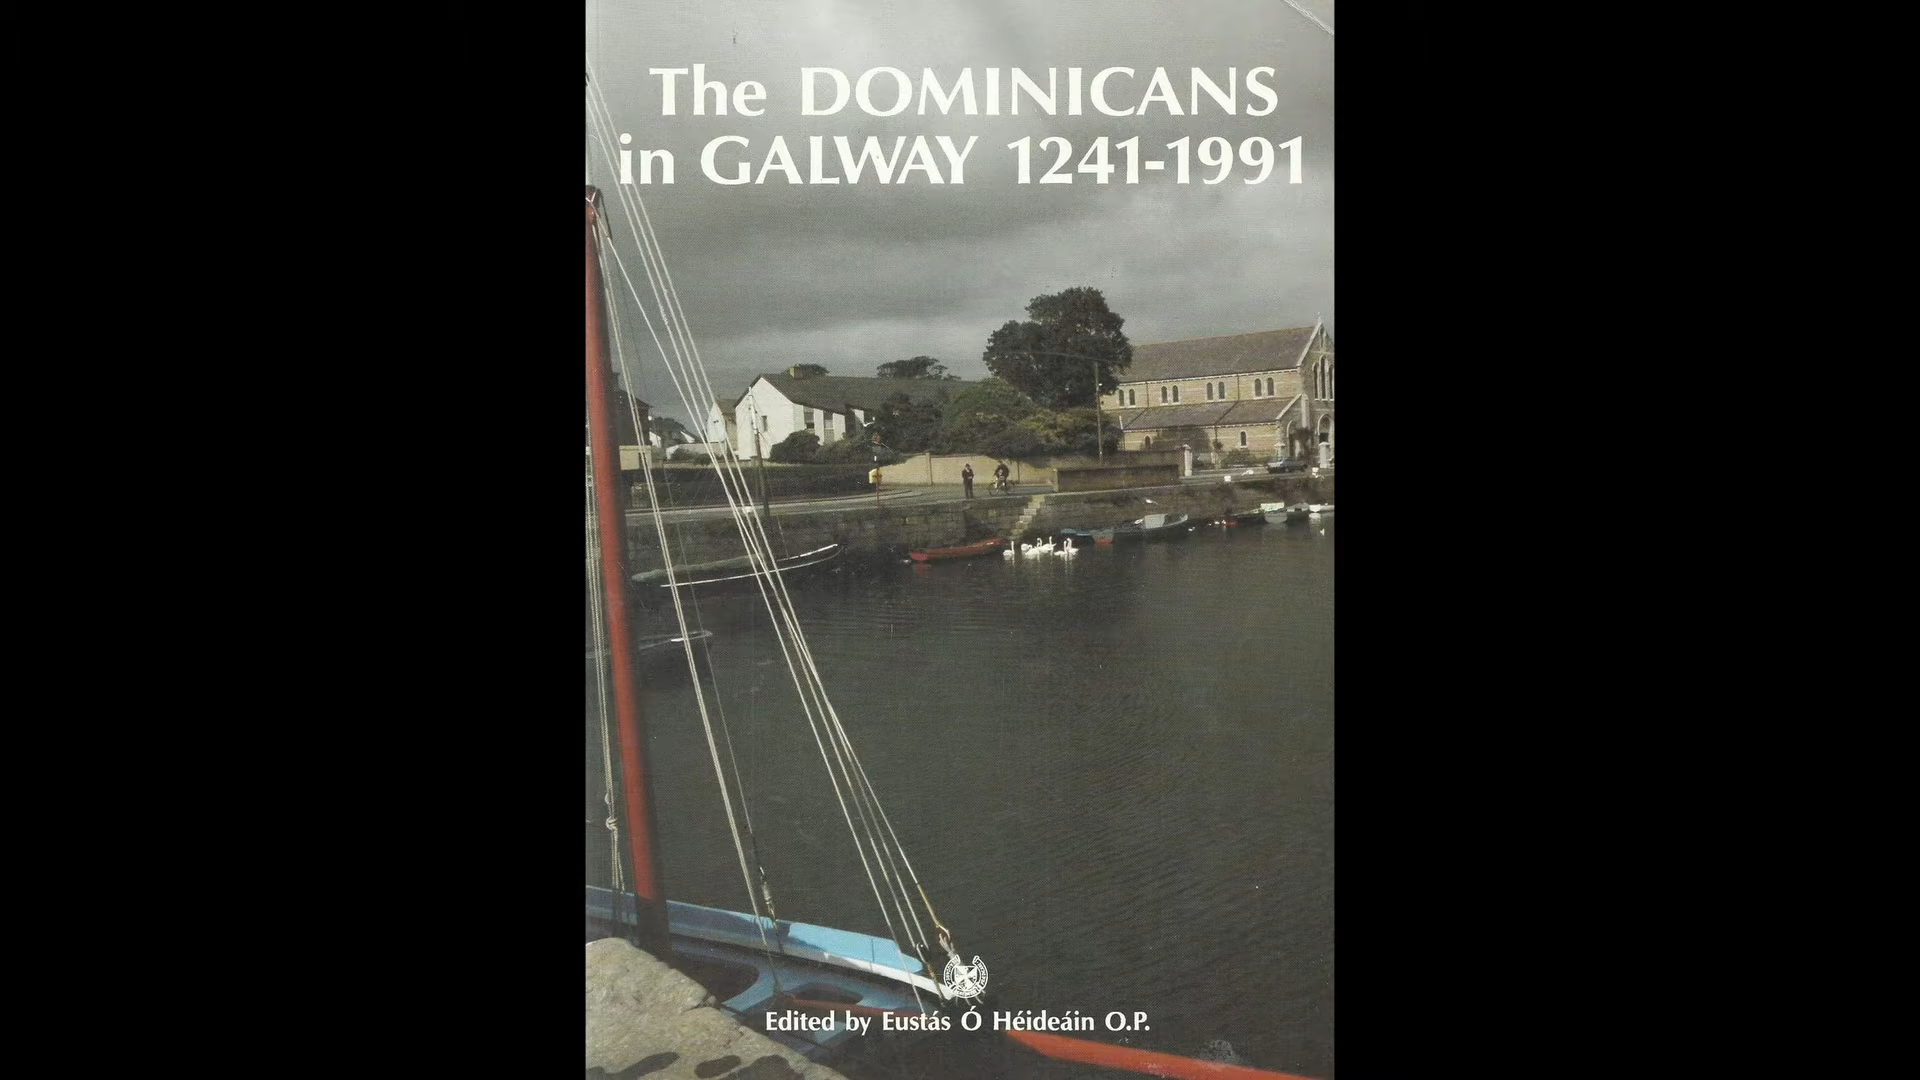 The DOMINICANS
in GALWAY 1241-1991
Edited by Eustás Ó Héideáin O.P.